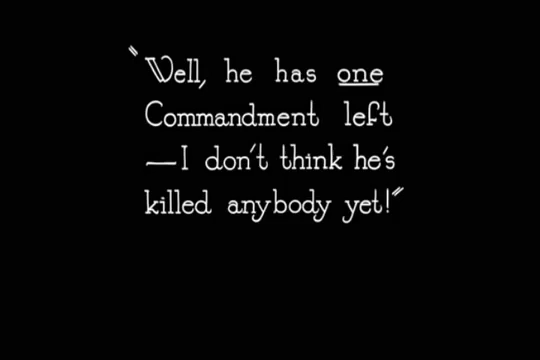 "Well, he has one
Commandment left
—I don't think he's
killed anybody yet!"